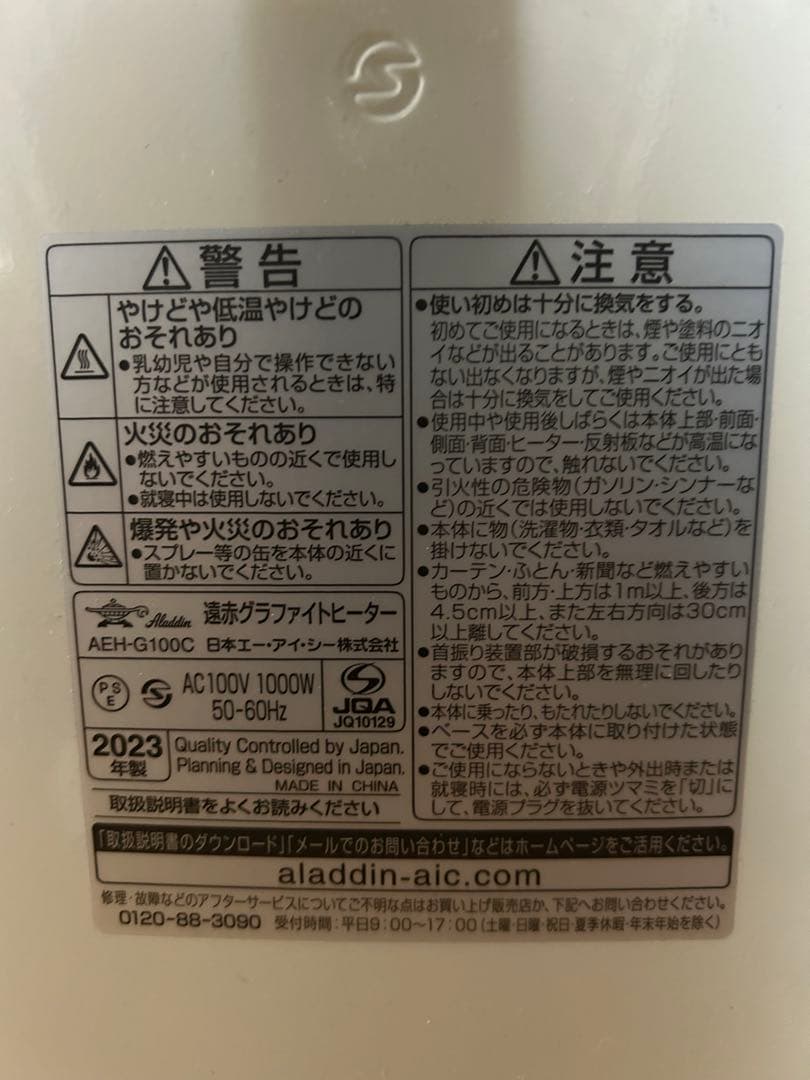 警告
やけどや低温やけどの
おそれあり
●乳幼児や自分で操作できない
方などが使用されるときは、特
に注意してください。
火災のおそれあり
●燃えやすいものの近くで使用し
ないでください。
●就寝中は使用しないでください。
爆発や火災のおそれあり
●スプレー等の缶を本体の近くに
置かないでください。
Aladdin 遠赤グラファイトヒーター
AEH-G100C 日本エー・アイ・シー株式会社
PSE AC100V 1000W
50-60Hz
JQA
JQ10129
2023
年製
Quality Controlled by Japan.
Planning & Designed in Japan.
MADE IN CHINA
取扱説明書をよくお読みください
注意
●使い初めは十分に換気をする。
初めてご使用になるときは、煙や塗料のニオ
イなどが出ることがあります。ご使用にとも
ない出なくなりますが、煙やニオイが出た場
合は十分に換気をしてご使用ください。
●使用中や使用後しばらくは本体上部・前面・
側面・背面・ヒーター・反射板などが高温にな
っていますので、触れないでください。
●引火性の危険物(ガソリン・シンナーな
ど)の近くでは使用しないでください。
●本体に物(洗濯物・衣類・タオルなど)を
掛けないでください。
●カーテン・ふとん・新聞など燃えやすい
ものから、前方・上方は1m以上、後方は
4.5cm以上、また左右方向は30cm
以上離してください。
●首振り装置部が破損するおそれがあり
ますので、本体上部を無理に回したり
しないでください。
●本体に乗ったり、もたれたりしないでください。
●ベースを必ず本体に取り付けた状態
でご使用ください。
●ご使用にならないときや外出時または
就寝時には、必ず電源ツマミを「切」に
して、電源プラグを抜いてください。
「取扱説明書のダウンロード」「メールでのお問い合わせ」などはホームページをご活用ください。
aladdin-aic.com
修理・故障などのアフターサービスについてご不明な点はお買い上げ販売店か、下記へお問い合わせください。
0120-88-3090 受付時間:平日9:00～17:00(土曜・日曜・祝日・夏季休暇・年末年始を除く)